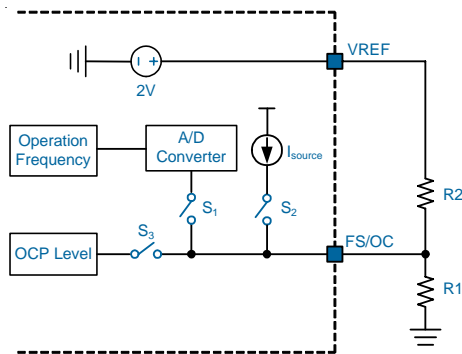 VREF
2V
Operation
Frequency
A/D
Converter
Isource
S1
S2
R2
S3
OCP Level
FS/OC
R1